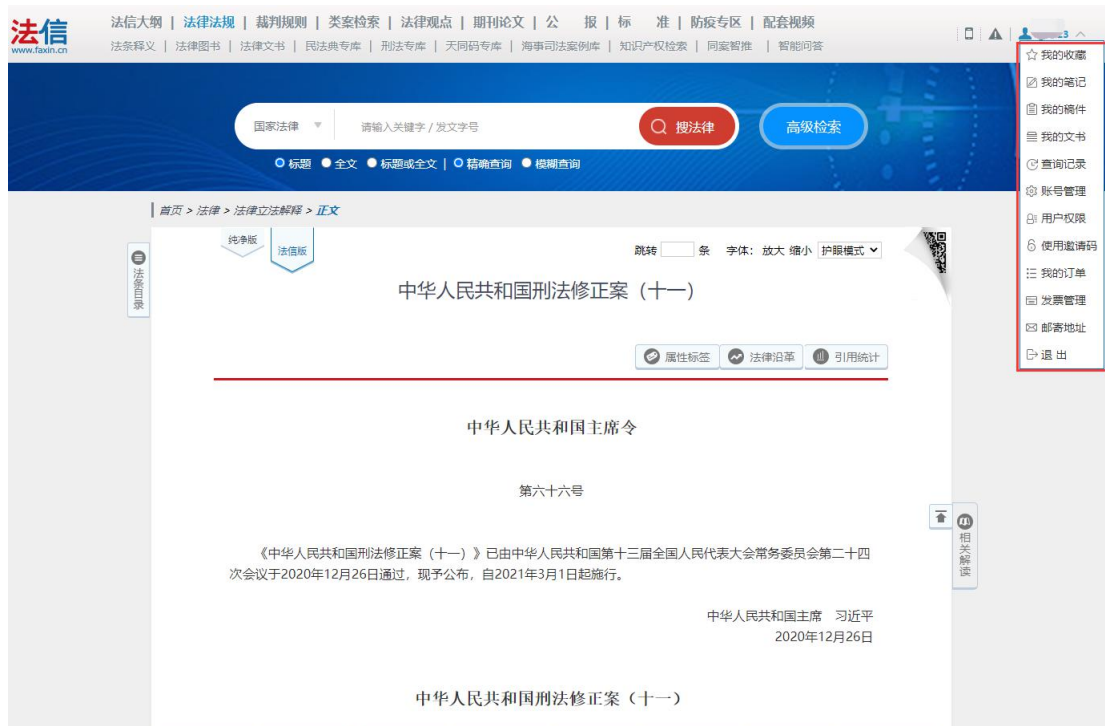 法信
www.faxin.cn
法信大纲 | 法律法规 | 裁判规则 | 类案检索 | 法律观点 | 期刊论文 | 公 报 | 标 准 | 防疫专区 | 配套视频
法条释义 | 法律图书 | 法律文书 | 民法典专库 | 刑法专库 | 天同码专库 | 海事司法案例库 | 知识产权检索 | 同案智推 | 智能问答
3
我的收藏
我的笔记
我的稿件
我的文书
查询记录
账号管理
用户权限
使用邀请码
我的订单
发票管理
邮寄地址
退 出
国家法律 请输入关键字 / 发文字号 搜法律 高级检索
标题 全文 标题或全文 | 精确查询 模糊查询
首页 > 法律 > 法律立法解释 > 正文
法条目录
纯净版 法信版 跳转 条 字体: 放大 缩小 护眼模式
中华人民共和国刑法修正案（十一）
属性标签 法律沿革 引用统计
中华人民共和国主席令
第六十六号
《中华人民共和国刑法修正案（十一）》已由中华人民共和国第十三届全国人民代表大会常务委员会第二十四
次会议于2020年12月26日通过，现予公布，自2021年3月1日起施行。
中华人民共和国主席 习近平
2020年12月26日
相关解读
中华人民共和国刑法修正案（十一）